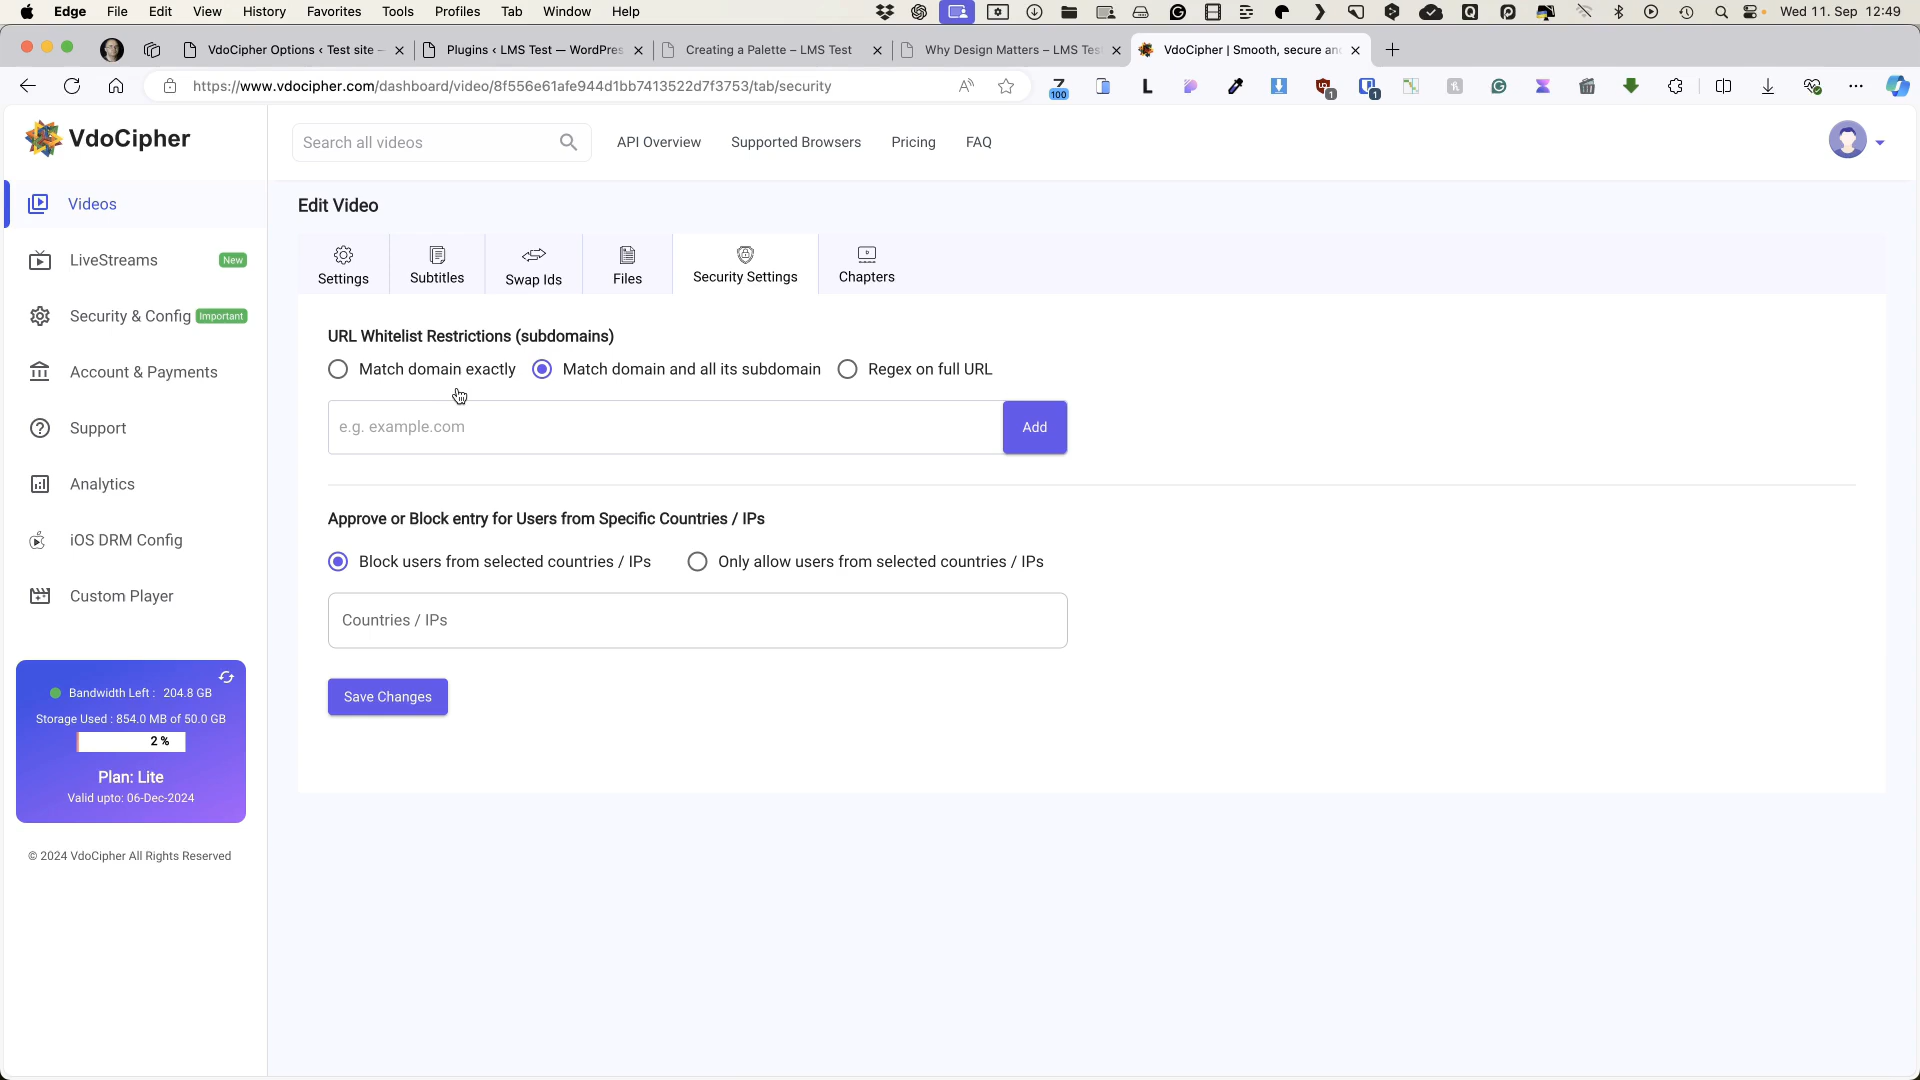 Edge File Edit View History Favorites Tools Profiles Tab Window Help Wed 11. Sep 12:49
VdoCipher Options ‹ Test site – Plugins ‹ LMS Test — WordPres Creating a Palette – LMS Test Why Design Matters – LMS Tes VdoCipher | Smooth, secure an
https://www.vdocipher.com/dashboard/video/8f556e61afe944d1bb7413522d7f3753/tab/security
100 L 1 1
VdoCipher
Search all videos API Overview Supported Browsers Pricing FAQ
Videos
LiveStreams New
Security & Config Important
Account & Payments
Support
Analytics
iOS DRM Config
Custom Player
Bandwidth Left : 204.8 GB
Storage Used : 854.0 MB of 50.0 GB
2 %
Plan: Lite
Valid upto: 06-Dec-2024
© 2024 VdoCipher All Rights Reserved
Edit Video
Settings Subtitles Swap Ids Files Security Settings Chapters
URL Whitelist Restrictions (subdomains)
Match domain exactly Match domain and all its subdomain Regex on full URL
e.g. example.com Add
Approve or Block entry for Users from Specific Countries / IPs
Block users from selected countries / IPs Only allow users from selected countries / IPs
Countries / IPs
Save Changes